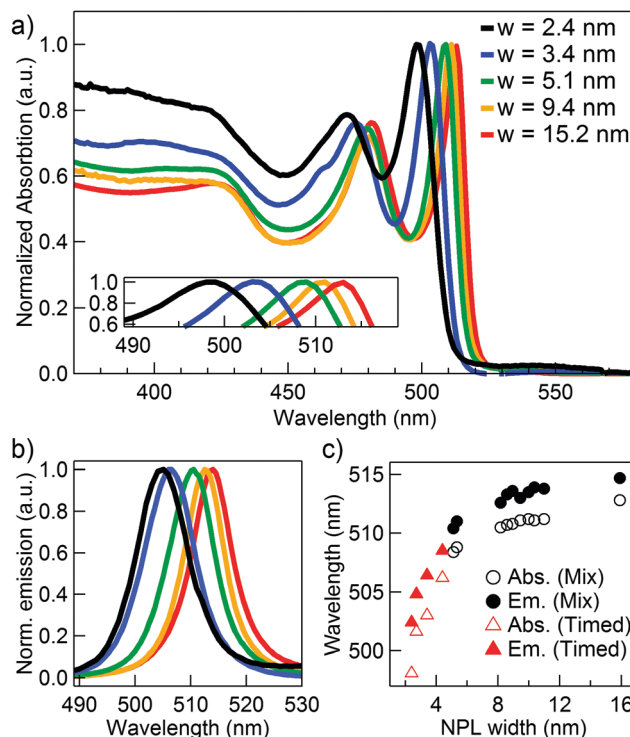 a)
Normalized Absorbtion (a.u.)
1.0
0.8
0.6
0.4
0.2
0.0
w = 2.4 nm
w = 3.4 nm
w = 5.1 nm
w = 9.4 nm
w = 15.2 nm
1.0
0.8
0.6
490 500 510
400 450 500 550
Wavelength (nm)
b)
Norm. emission (a.u.)
1.0
0.8
0.6
0.4
0.2
0.0
490 500 510 520 530
Wavelength (nm)
c)
Wavelength (nm)
515
510
505
500
Abs. (Mix)
Em. (Mix)
Abs. (Timed)
Em. (Timed)
4 8 12 16
NPL width (nm)